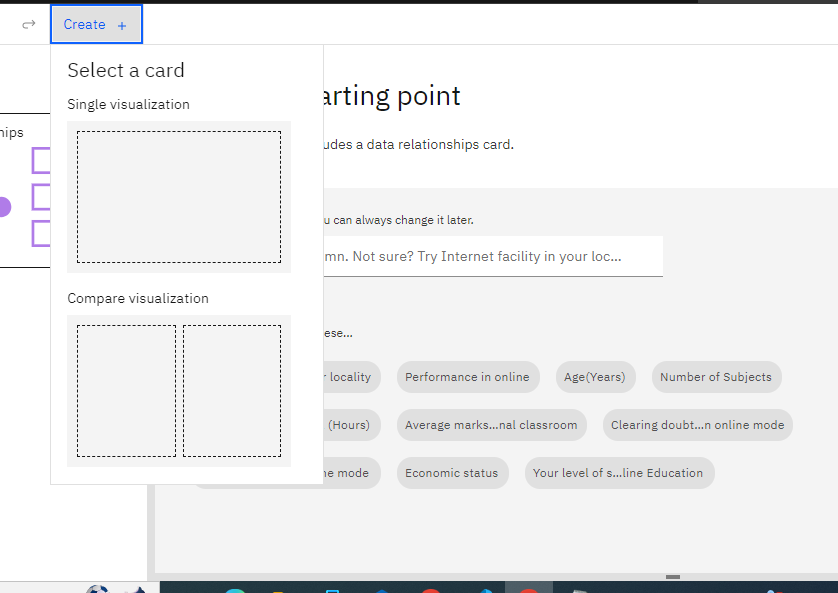 Create +
Select a card
Single visualization
Compare visualization
arting point
udes a data relationships card.
hips
u can always change it later.
mn. Not sure? Try Internet facility in your loc...
ese...
r locality
Performance in online
Age(Years)
Number of Subjects
(Hours)
Average marks...nal classroom
Clearing doubt...n online mode
ne mode
Economic status
Your level of s...line Education